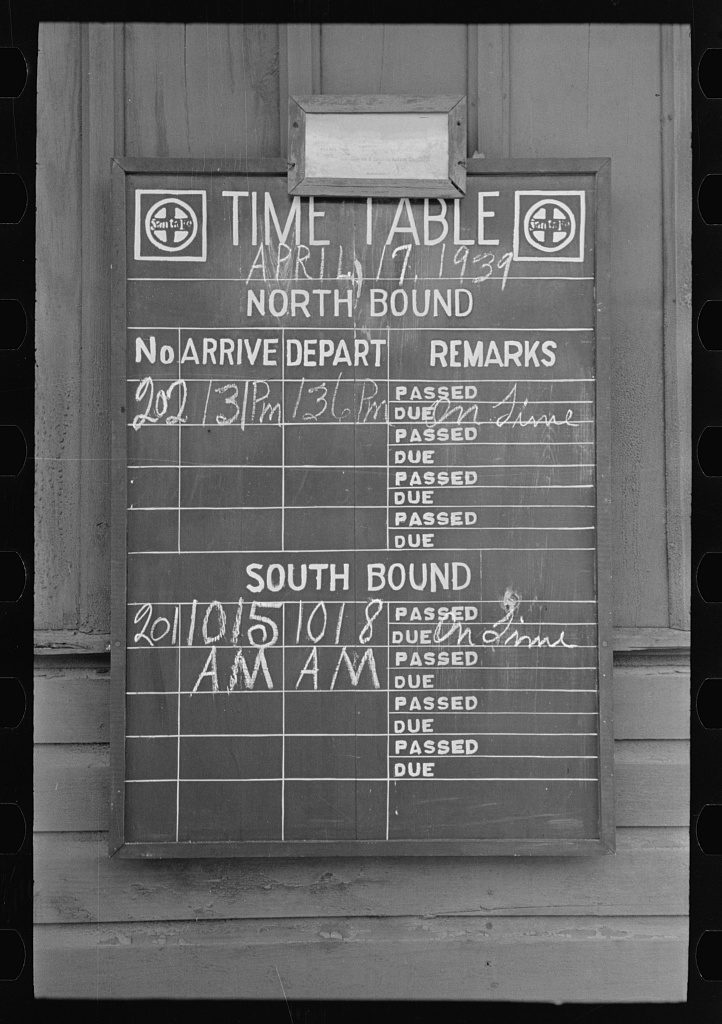 Santa Fe TIME TABLE Santa Fe
APRIL, 17, 1939
NORTH BOUND
No ARRIVE DEPART REMARKS
202 131 Pm 136 Pm PASSED
DUE On Time
PASSED
DUE
PASSED
DUE
PASSED
DUE
SOUTH BOUND
201 1015 1018 PASSED
DUE On Time
AM AM PASSED
DUE
PASSED
DUE
PASSED
DUE